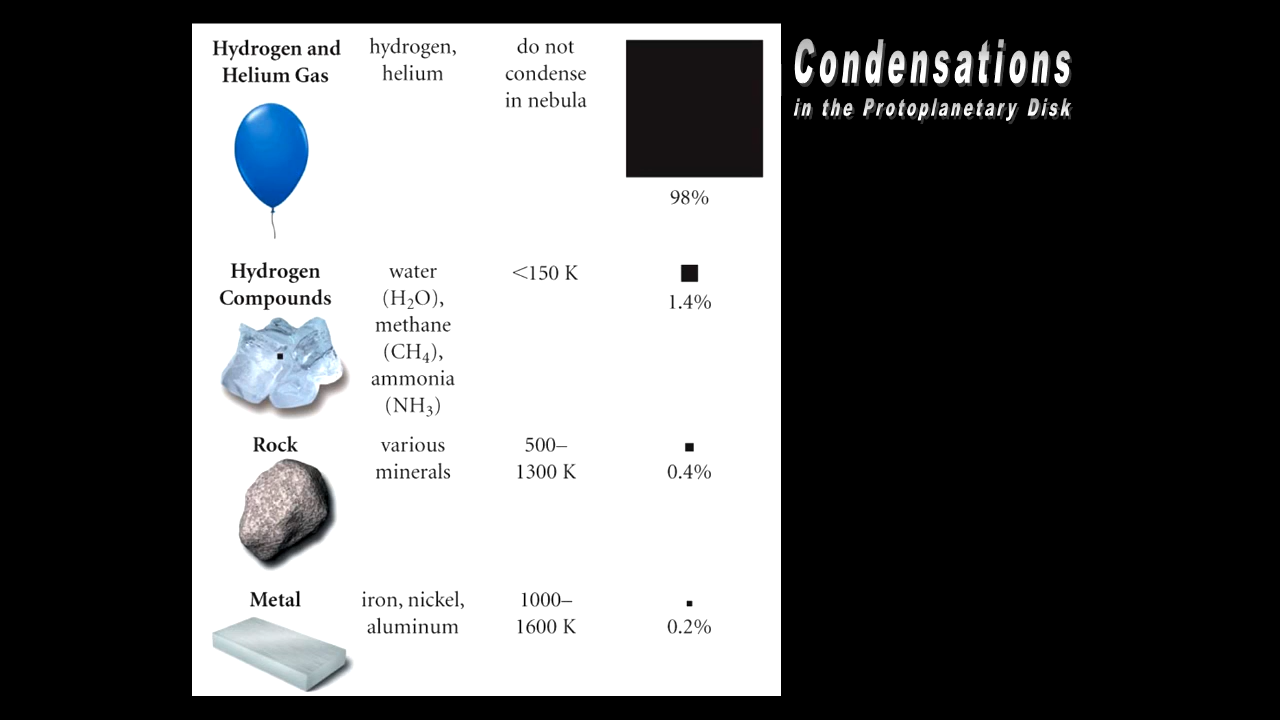 Condensations
in the Protoplanetary Disk
Hydrogen and
Helium Gas
hydrogen,
helium
do not
condense
in nebula
98%
Hydrogen
Compounds
water
(H₂O),
methane
(CH₄),
ammonia
(NH₃)
<150 K
1.4%
Rock
various
minerals
500–
1300 K
0.4%
Metal
iron, nickel,
aluminum
1000–
1600 K
0.2%